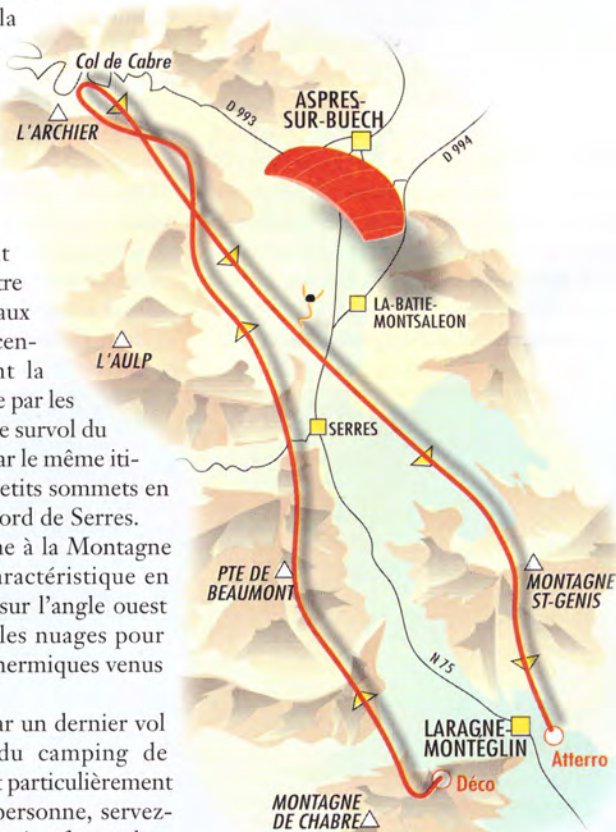 la
Col de Cabre
L'ARCHIER
D 993
ASPRES-
SUR-BUECH
D 994
LA-BATIE-
MONTSALEON
L'AULP
SERRES
PTE DE
BEAUMONT
MONTAGNE
ST-GENIS
N 75
LARAGNE-
MONTEGLIN
Atterro
Déco
MONTAGNE
DE CHABRE
t
tre
aux
cen-
nt la
e par les
e survol du
ar le même iti-
etits sommets en
ord de Serres.
ne à la Montagne
aractéristique en
sur l'angle ouest
les nuages pour
hermiques venus
ar un dernier vol
du camping de
t particulièrement
personne, servez-